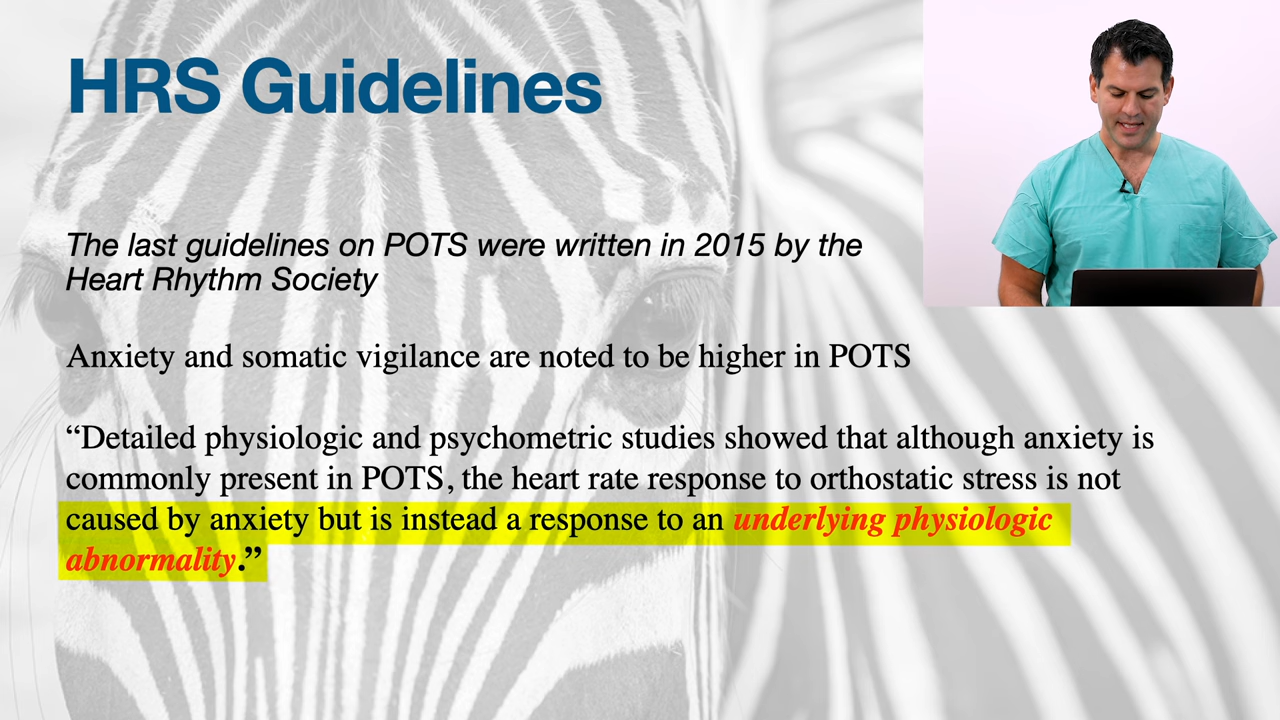 HRS Guidelines
The last guidelines on POTS were written in 2015 by the
Heart Rhythm Society
Anxiety and somatic vigilance are noted to be higher in POTS
“Detailed physiologic and psychometric studies showed that although anxiety is
commonly present in POTS, the heart rate response to orthostatic stress is not
caused by anxiety but is instead a response to an underlying physiologic
abnormality.”